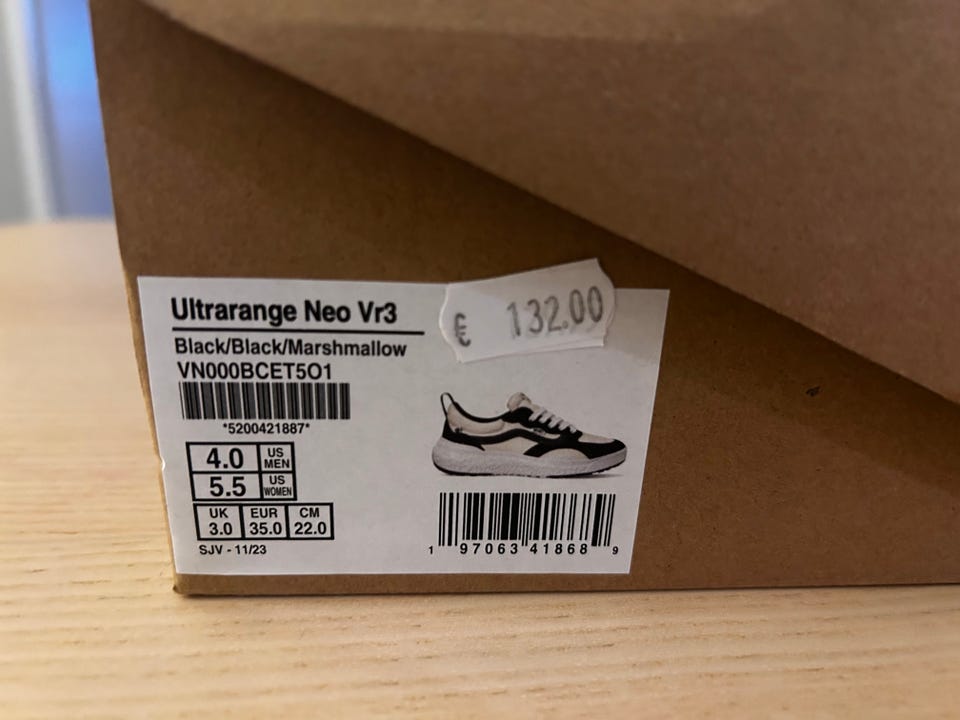 Ultrarange Neo Vr3
€ 132.00
Black/Black/Marshmallow
VN000BCET5O1
*5200421887*
4.0 US MEN
5.5 US WOMEN
UK EUR CM
3.0 35.0 22.0
SJV - 11/23
1 97063 41868 9